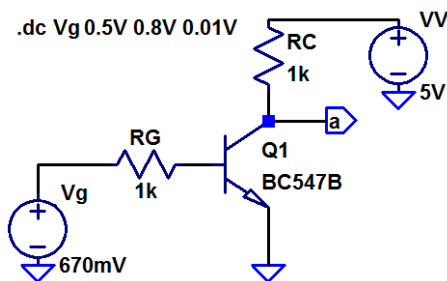 .dc Vg 0.5V 0.8V 0.01V
RC
1k
VV
5V
a
RG
1k
Q1
BC547B
Vg
670mV